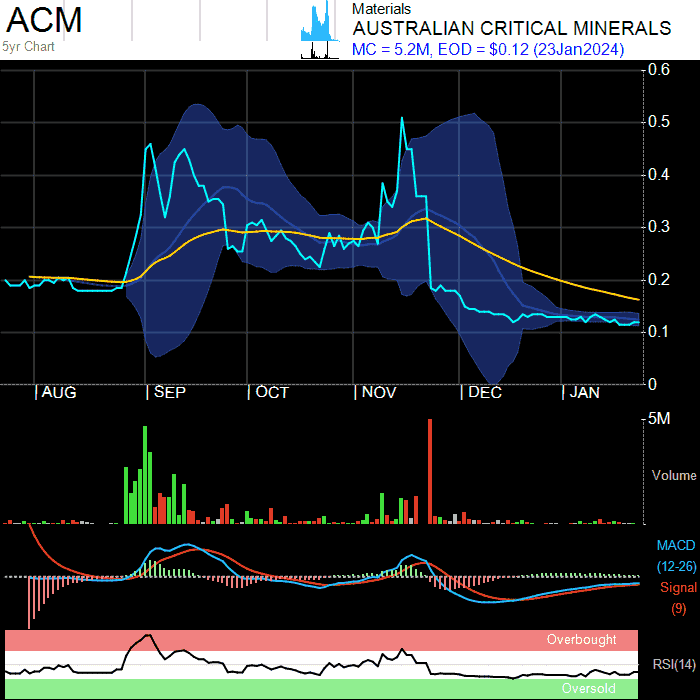 ACM
5yr Chart
Materials
AUSTRALIAN CRITICAL MINERALS
MC = 5.2M, EOD = $0.12 (23Jan2024)
0.6
0.5
0.4
0.3
0.2
0.1
0
| AUG | SEP | OCT | NOV | DEC | JAN
5M
Volume
MACD
(12-26)
Signal
(9)
Overbought
RSI(14)
Oversold